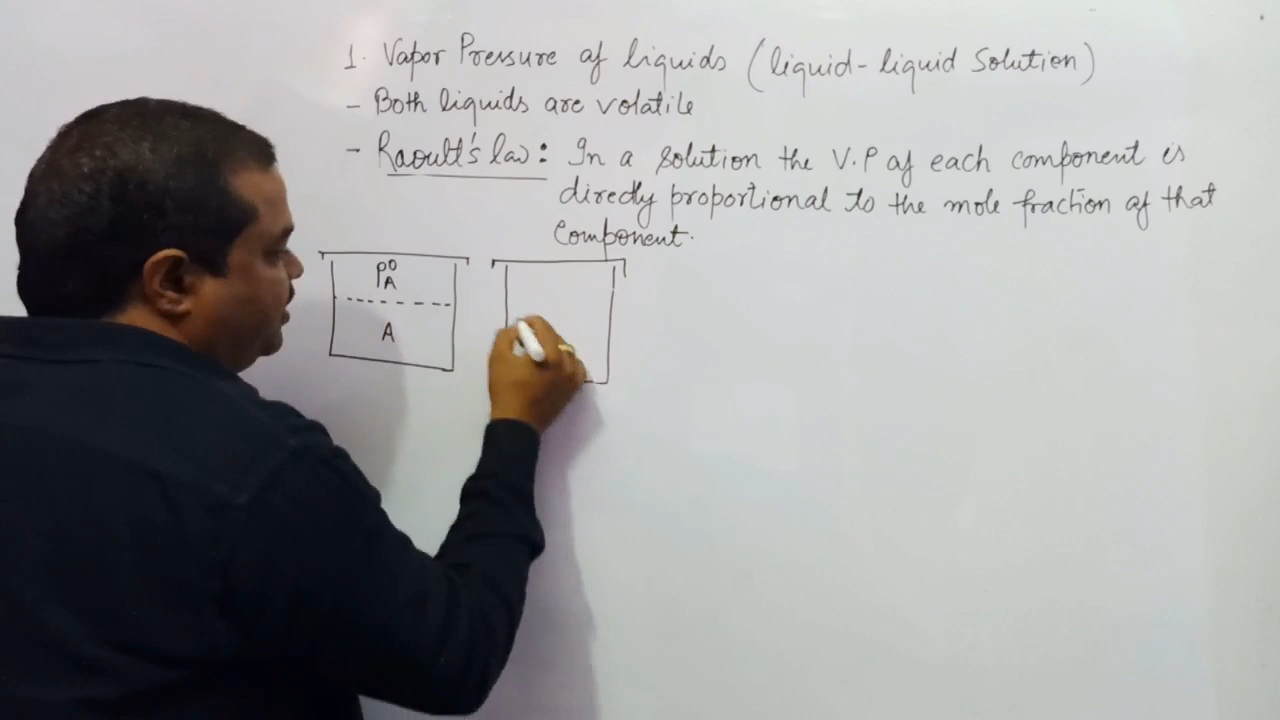 1. Vapor Pressure of liquids (liquid-liquid Solution)
- Both liquids are volatile
- Raoult's law: In a solution the V.P of each component is
directly proportional to the mole fraction of that
Component.
P⁰A
A